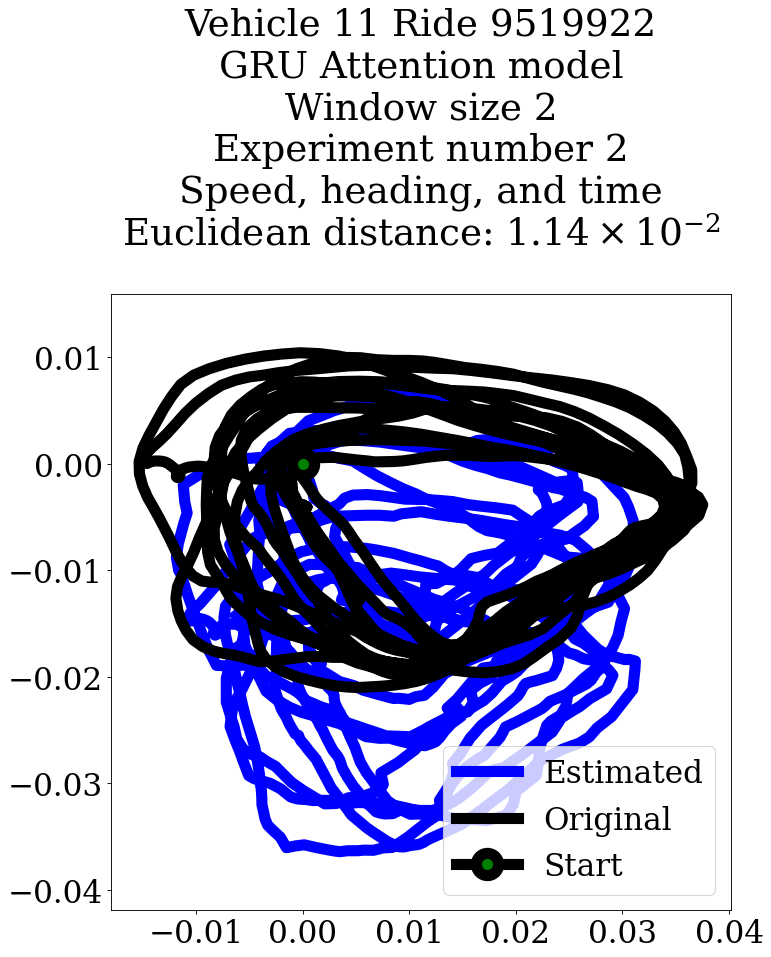 Vehicle 11 Ride 9519922
GRU Attention model
Window size 2
Experiment number 2
Speed, heading, and time
Euclidean distance: 1.14 × 10⁻²
0.01
0.00
−0.01
−0.02
−0.03
−0.04
Estimated
Original
Start
−0.01 0.00 0.01 0.02 0.03 0.04